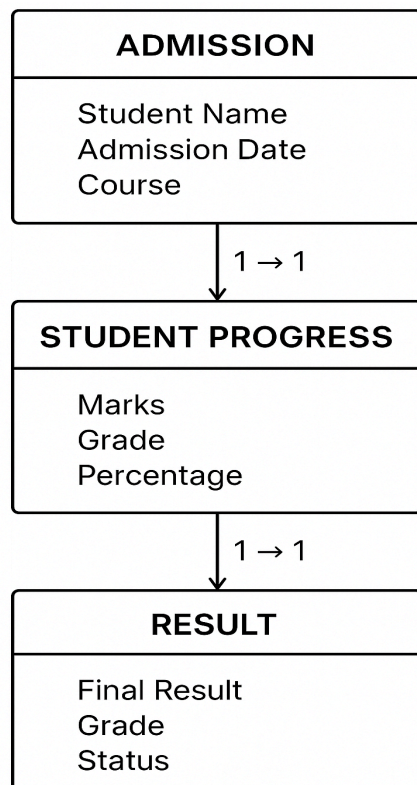 ADMISSION
Student Name
Admission Date
Course
1 → 1
STUDENT PROGRESS
Marks
Grade
Percentage
1 → 1
RESULT
Final Result
Grade
Status